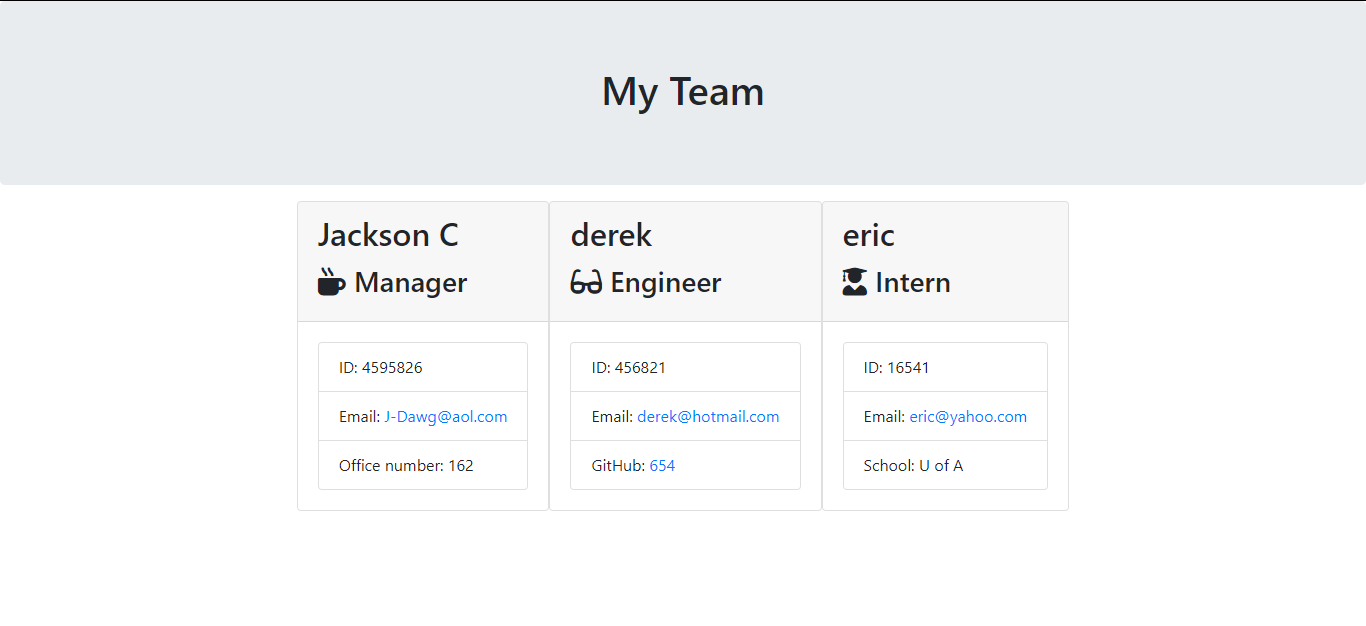 My Team
Jackson C
Manager
ID: 4595826
Email: J-Dawg@aol.com
Office number: 162
derek
Engineer
ID: 456821
Email: derek@hotmail.com
GitHub: 654
eric
Intern
ID: 16541
Email: eric@yahoo.com
School: U of A